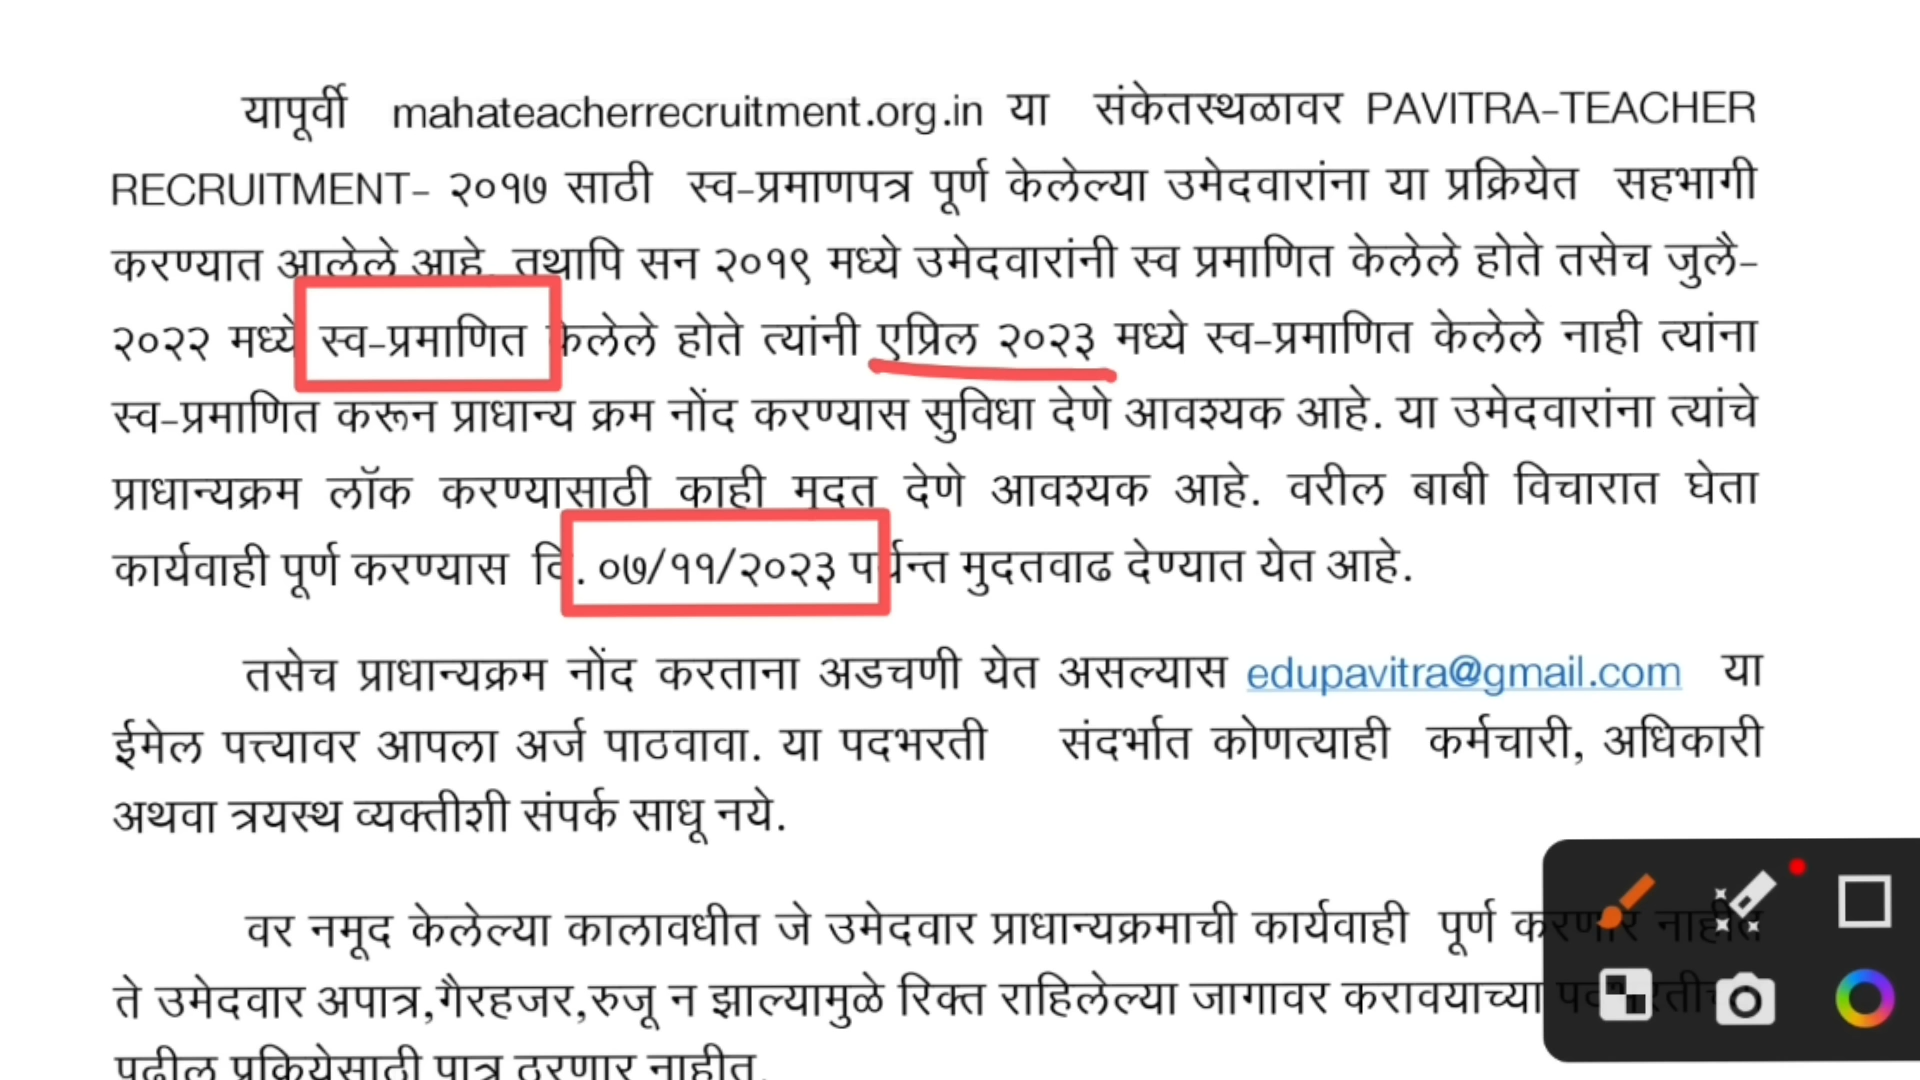 यापूर्वी mahateacherrecruitment.org.in या संकेतस्थळावर PAVITRA-TEACHER
RECRUITMENT- २०१७ साठी स्व-प्रमाणपत्र पूर्ण केलेल्या उमेदवारांना या प्रक्रियेत सहभागी
करण्यात आलेले आहे. तथापि सन २०१९ मध्ये उमेदवारांनी स्व प्रमाणित केलेले होते तसेच जुलै-
२०२२ मध्ये स्व-प्रमाणित केलेले होते त्यांनी एप्रिल २०२३ मध्ये स्व-प्रमाणित केलेले नाही त्यांना
स्व-प्रमाणित करून प्राधान्य क्रम नोंद करण्यास सुविधा देणे आवश्यक आहे. या उमेदवारांना त्यांचे
प्राधान्यक्रम लॉक करण्यासाठी काही मुदत देणे आवश्यक आहे. वरील बाबी विचारात घेता
कार्यवाही पूर्ण करण्यास दि. ०७/११/२०२३ पर्यन्त मुदतवाढ देण्यात येत आहे.
तसेच प्राधान्यक्रम नोंद करताना अडचणी येत असल्यास edupavitra@gmail.com या
ईमेल पत्त्यावर आपला अर्ज पाठवावा. या पदभरती संदर्भात कोणत्याही कर्मचारी, अधिकारी
अथवा त्रयस्थ व्यक्तीशी संपर्क साधू नये.
वर नमूद केलेल्या कालावधीत जे उमेदवार प्राधान्यक्रमाची कार्यवाही पूर्ण करणार नाहीत
ते उमेदवार अपात्र,गैरहजर,रुजू न झाल्यामुळे रिक्त राहिलेल्या जागावर करावयाच्या
पुढील प्रक्रियेसाठी पात्र ठरणार नाहीत.